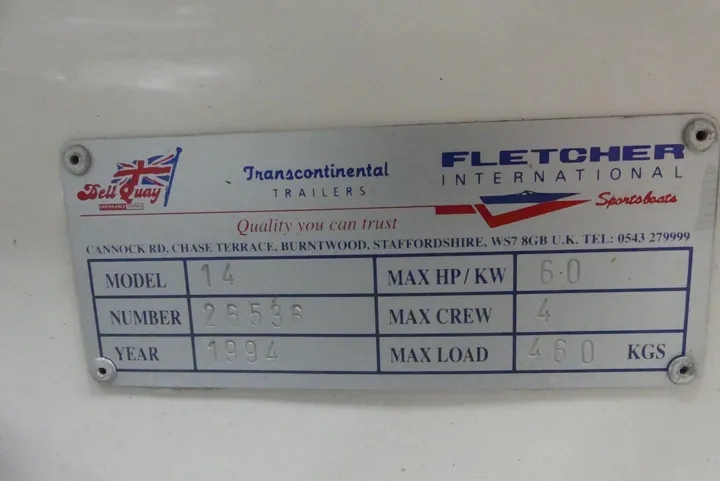 Dell Quay
Transcontinental
TRAILERS
FLETCHER
INTERNATIONAL
Sportsboats
Quality you can trust
CANNOCK RD, CHASE TERRACE, BURNTWOOD, STAFFORDSHIRE, WS7 8GB U.K. TEL: 0543 279999
MODEL 14 MAX HP / KW 60
NUMBER 26536 MAX CREW 4
YEAR 1994 MAX LOAD 460 KGS